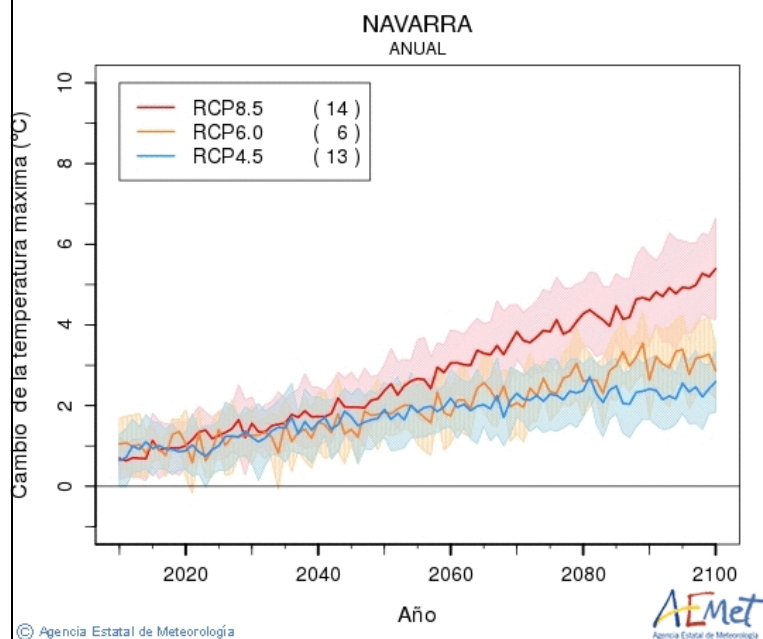 NAVARRA
ANUAL
Cambio de la temperatura máxima (ºC)
10
8
6
4
2
0
RCP8.5 ( 14 )
RCP6.0 ( 6 )
RCP4.5 ( 13 )
2020 2040 2060 2080 2100
Año
© Agencia Estatal de Meteorología
AEMet
Agencia Estatal de Meteorología